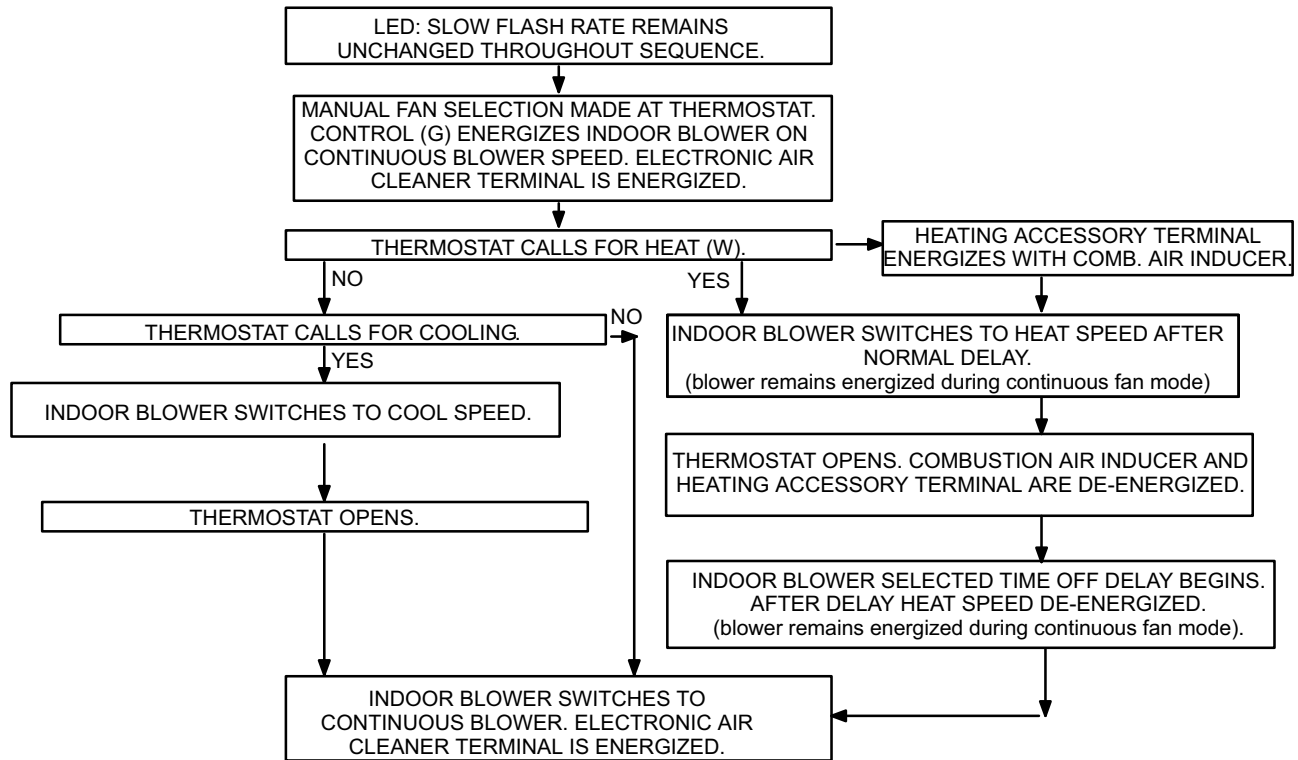 LED: SLOW FLASH RATE REMAINS
UNCHANGED THROUGHOUT SEQUENCE.
MANUAL FAN SELECTION MADE AT THERMOSTAT.
CONTROL (G) ENERGIZES INDOOR BLOWER ON
CONTINUOUS BLOWER SPEED. ELECTRONIC AIR
CLEANER TERMINAL IS ENERGIZED.
THERMOSTAT CALLS FOR HEAT (W).
HEATING ACCESSORY TERMINAL
ENERGIZES WITH COMB. AIR INDUCER.
NO
YES
THERMOSTAT CALLS FOR COOLING.
NO
YES
INDOOR BLOWER SWITCHES TO HEAT SPEED AFTER
NORMAL DELAY.
(blower remains energized during continuous fan mode)
INDOOR BLOWER SWITCHES TO COOL SPEED.
THERMOSTAT OPENS. COMBUSTION AIR INDUCER AND
HEATING ACCESSORY TERMINAL ARE DE-ENERGIZED.
THERMOSTAT OPENS.
INDOOR BLOWER SELECTED TIME OFF DELAY BEGINS.
AFTER DELAY HEAT SPEED DE-ENERGIZED.
(blower remains energized during continuous fan mode).
INDOOR BLOWER SWITCHES TO
CONTINUOUS BLOWER. ELECTRONIC AIR
CLEANER TERMINAL IS ENERGIZED.